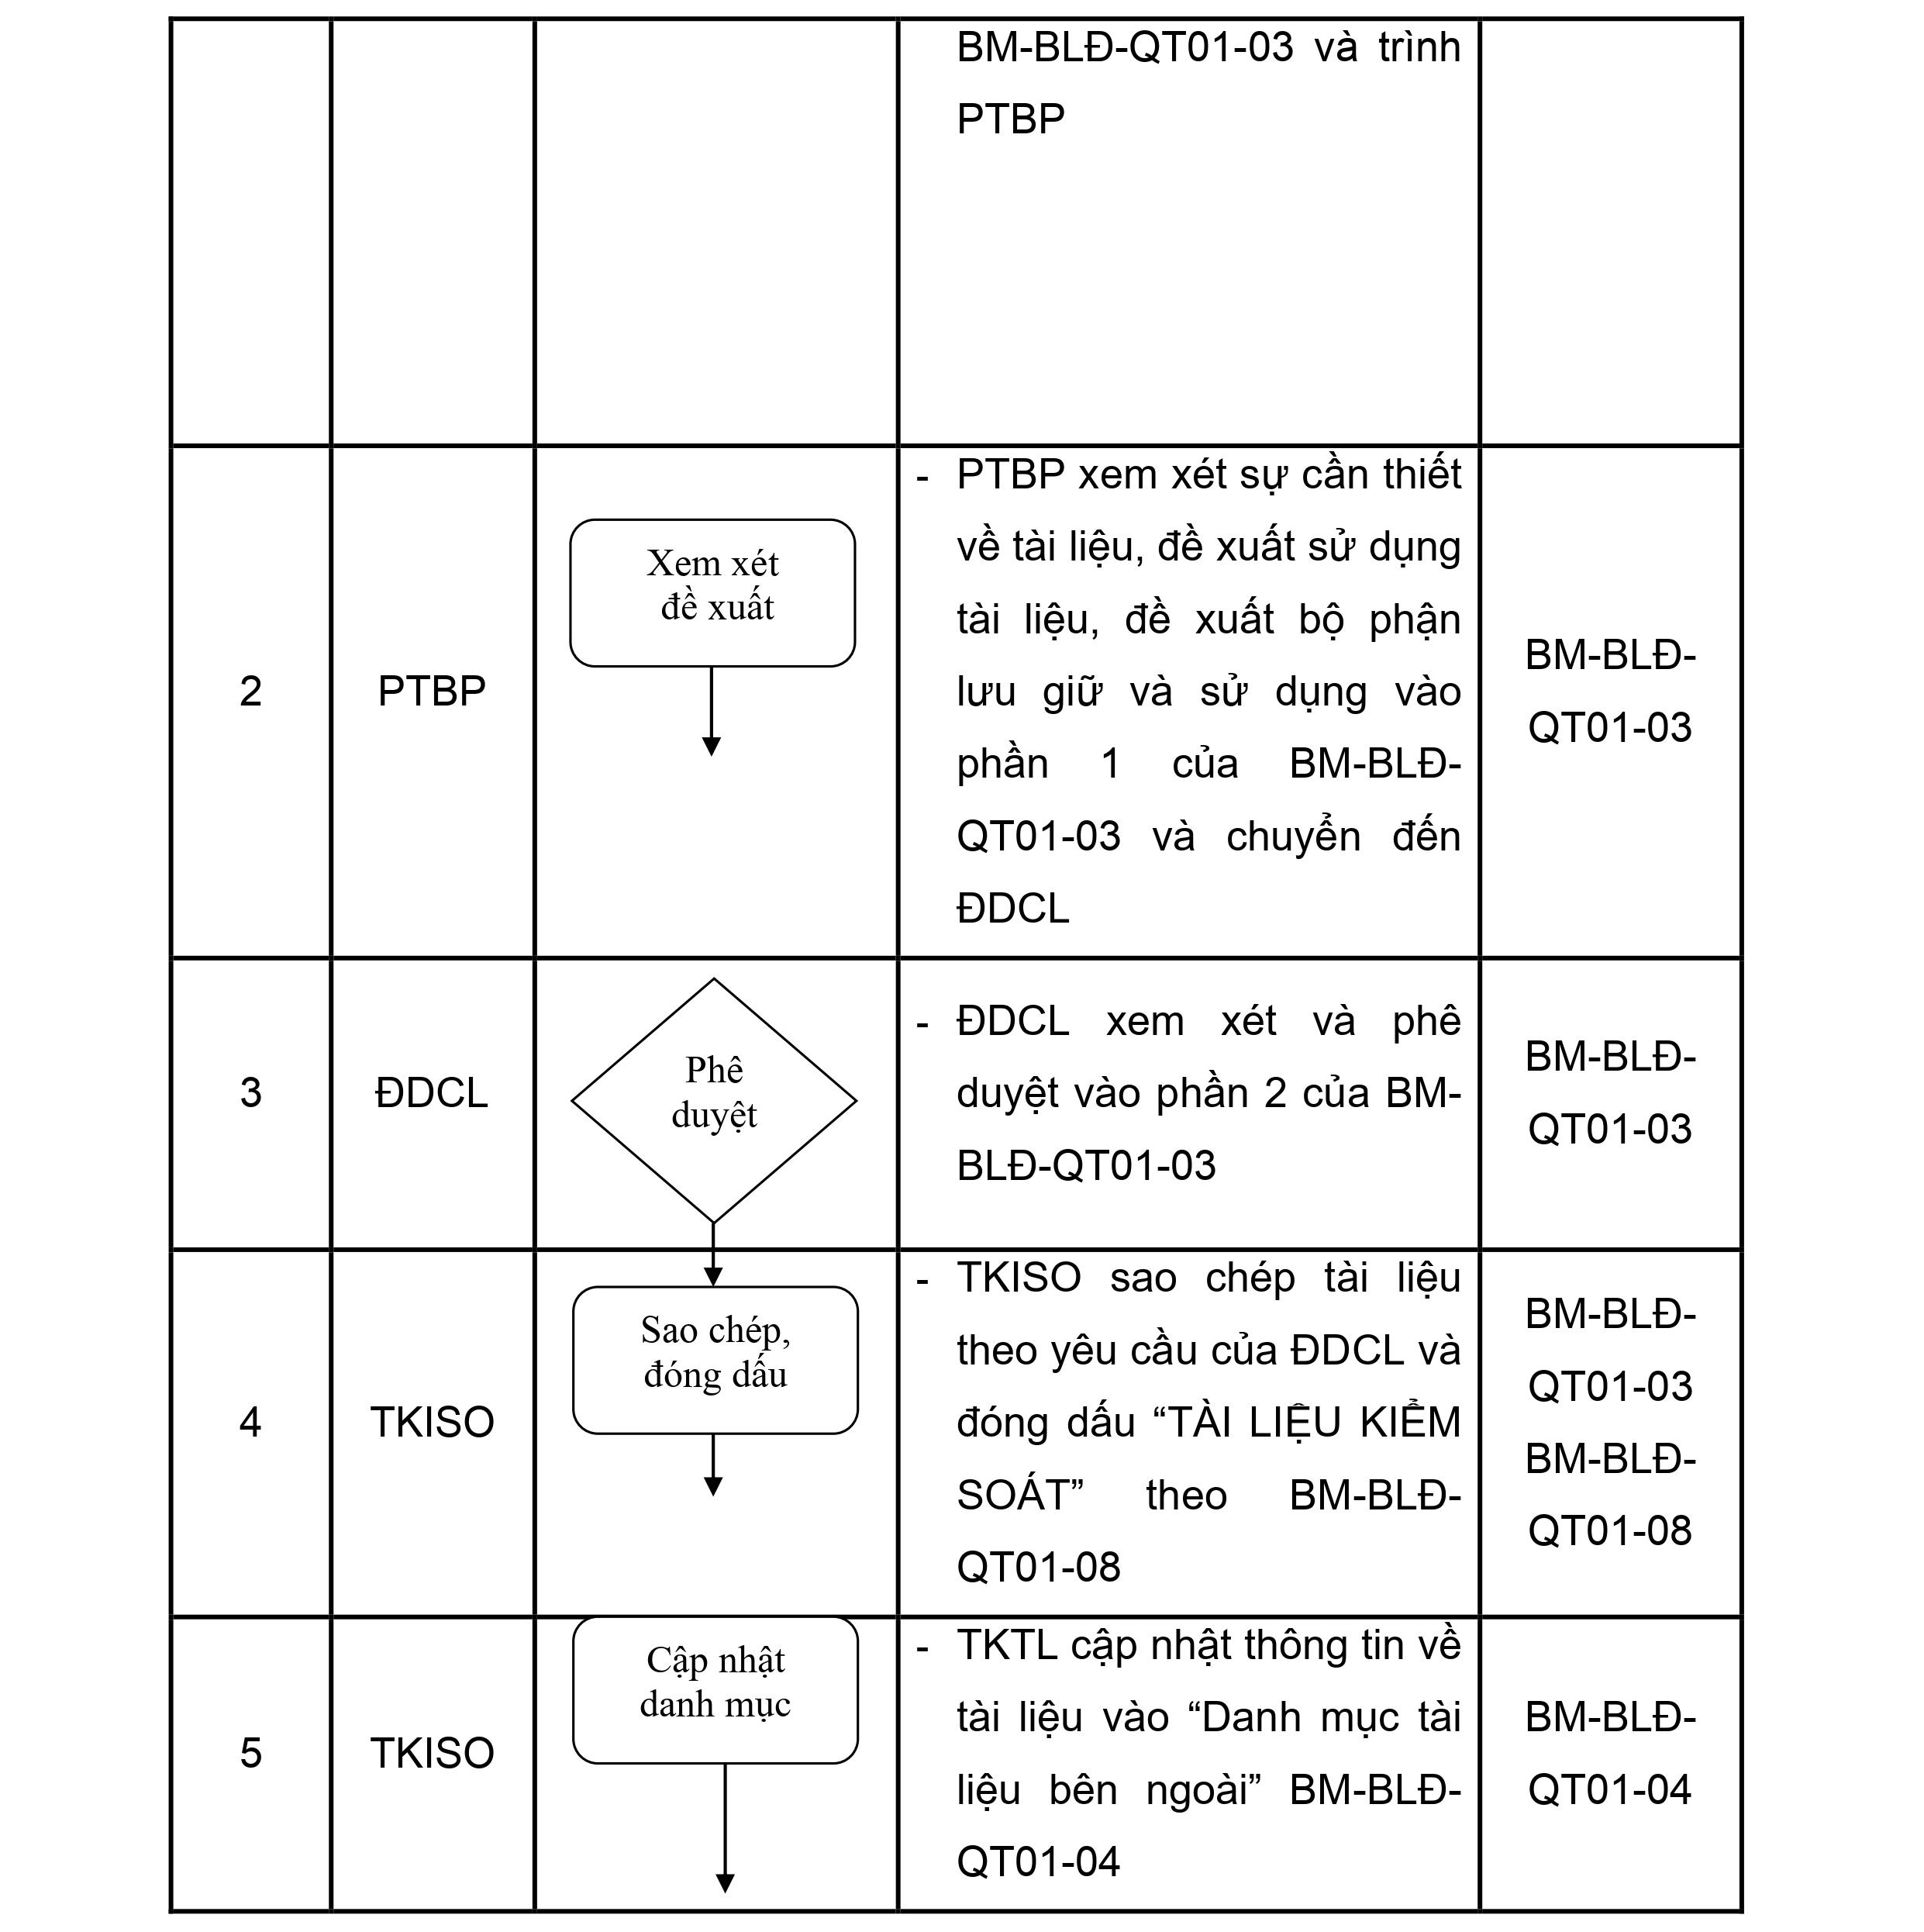 BM-BLĐ-QT01-03 và trình
PTBP
2
PTBP
Xem xét
đề xuất
- PTBP xem xét sự cần thiết
về tài liệu, đề xuất sử dụng
tài liệu, đề xuất bộ phận
lưu giữ và sử dụng vào
phần 1 của BM-BLĐ-
QT01-03 và chuyển đến
ĐDCL
BM-BLĐ-
QT01-03
3
ĐDCL
Phê
duyệt
- ĐDCL xem xét và phê
duyệt vào phần 2 của BM-
BLĐ-QT01-03
BM-BLĐ-
QT01-03
4
TKISO
Sao chép,
đóng dấu
- TKISO sao chép tài liệu
theo yêu cầu của ĐDCL và
đóng dấu “TÀI LIỆU KIỂM
SOÁT” theo BM-BLĐ-
QT01-08
BM-BLĐ-
QT01-03
BM-BLĐ-
QT01-08
5
TKISO
Cập nhật
danh mục
- TKTL cập nhật thông tin về
tài liệu vào “Danh mục tài
liệu bên ngoài” BM-BLĐ-
QT01-04
BM-BLĐ-
QT01-04